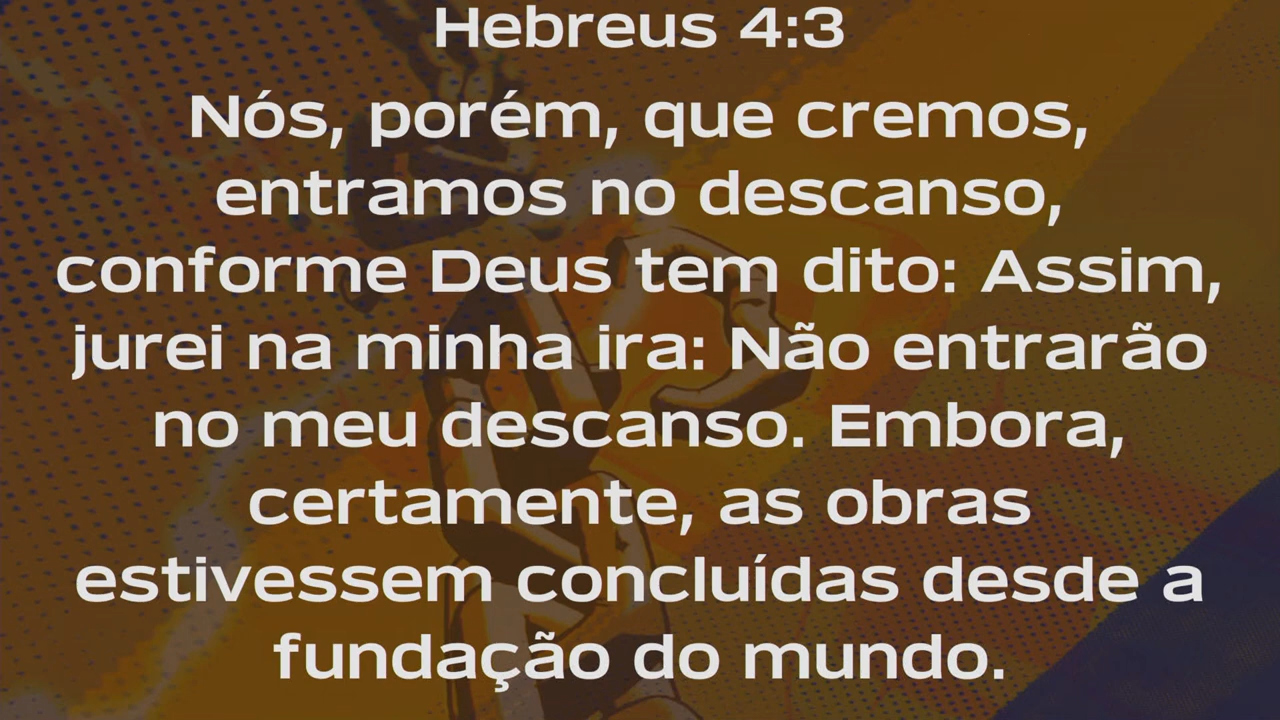 Hebreus 4:3
Nós, porém, que cremos,
entramos no descanso,
conforme Deus tem dito: Assim,
jurei na minha ira: Não entrarão
no meu descanso. Embora,
certamente, as obras
estivessem concluídas desde a
fundação do mundo.